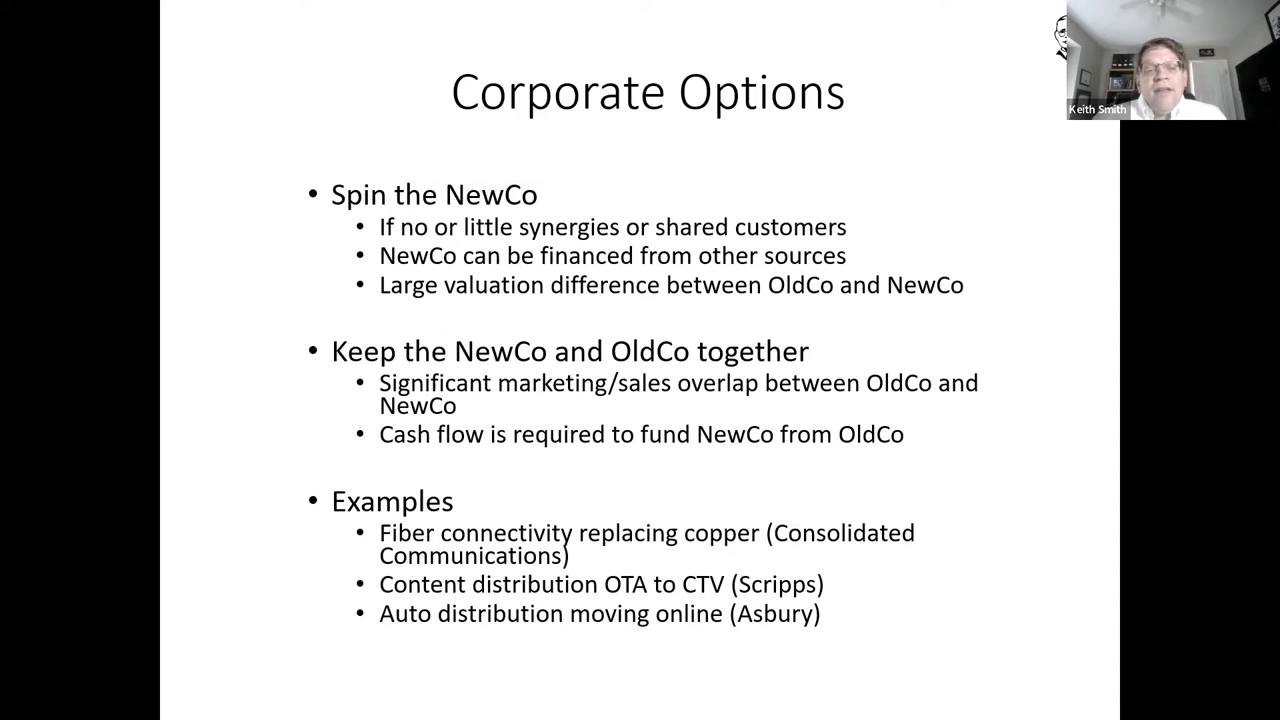 Corporate Options
Keith Smith
• Spin the NewCo
• If no or little synergies or shared customers
• NewCo can be financed from other sources
• Large valuation difference between OldCo and NewCo
• Keep the NewCo and OldCo together
• Significant marketing/sales overlap between OldCo and
NewCo
• Cash flow is required to fund NewCo from OldCo
• Examples
• Fiber connectivity replacing copper (Consolidated
Communications)
• Content distribution OTA to CTV (Scripps)
• Auto distribution moving online (Asbury)